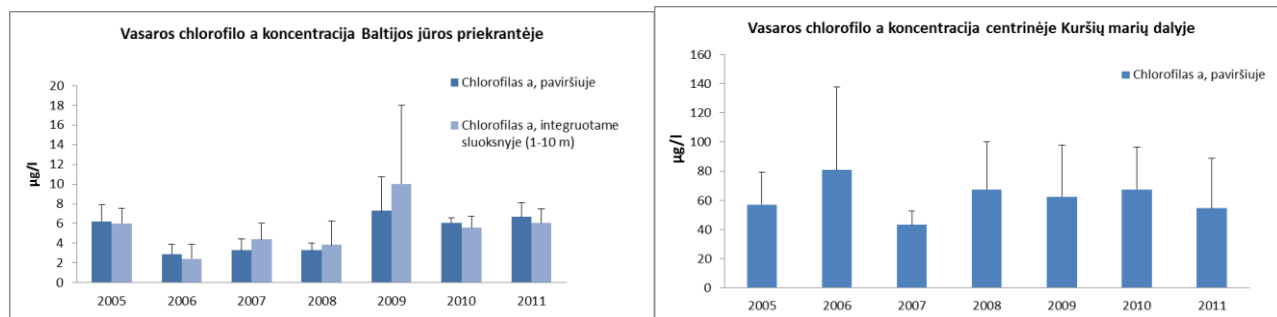 Vasaros chlorofilo a koncentracija Baltijos jūros priekrantėje
Chlorofilas a, paviršiuje
Chlorofilas a, integruotame
sluoksnyje (1-10 m)
µg/l
20
18
16
14
12
10
8
6
4
2
0
2005 2006 2007 2008 2009 2010 2011
Vasaros chlorofilo a koncentracija centrinėje Kuršių marių dalyje
Chlorofilas a, paviršiuje
µg/l
160
140
120
100
80
60
40
20
0
2005 2006 2007 2008 2009 2010 2011